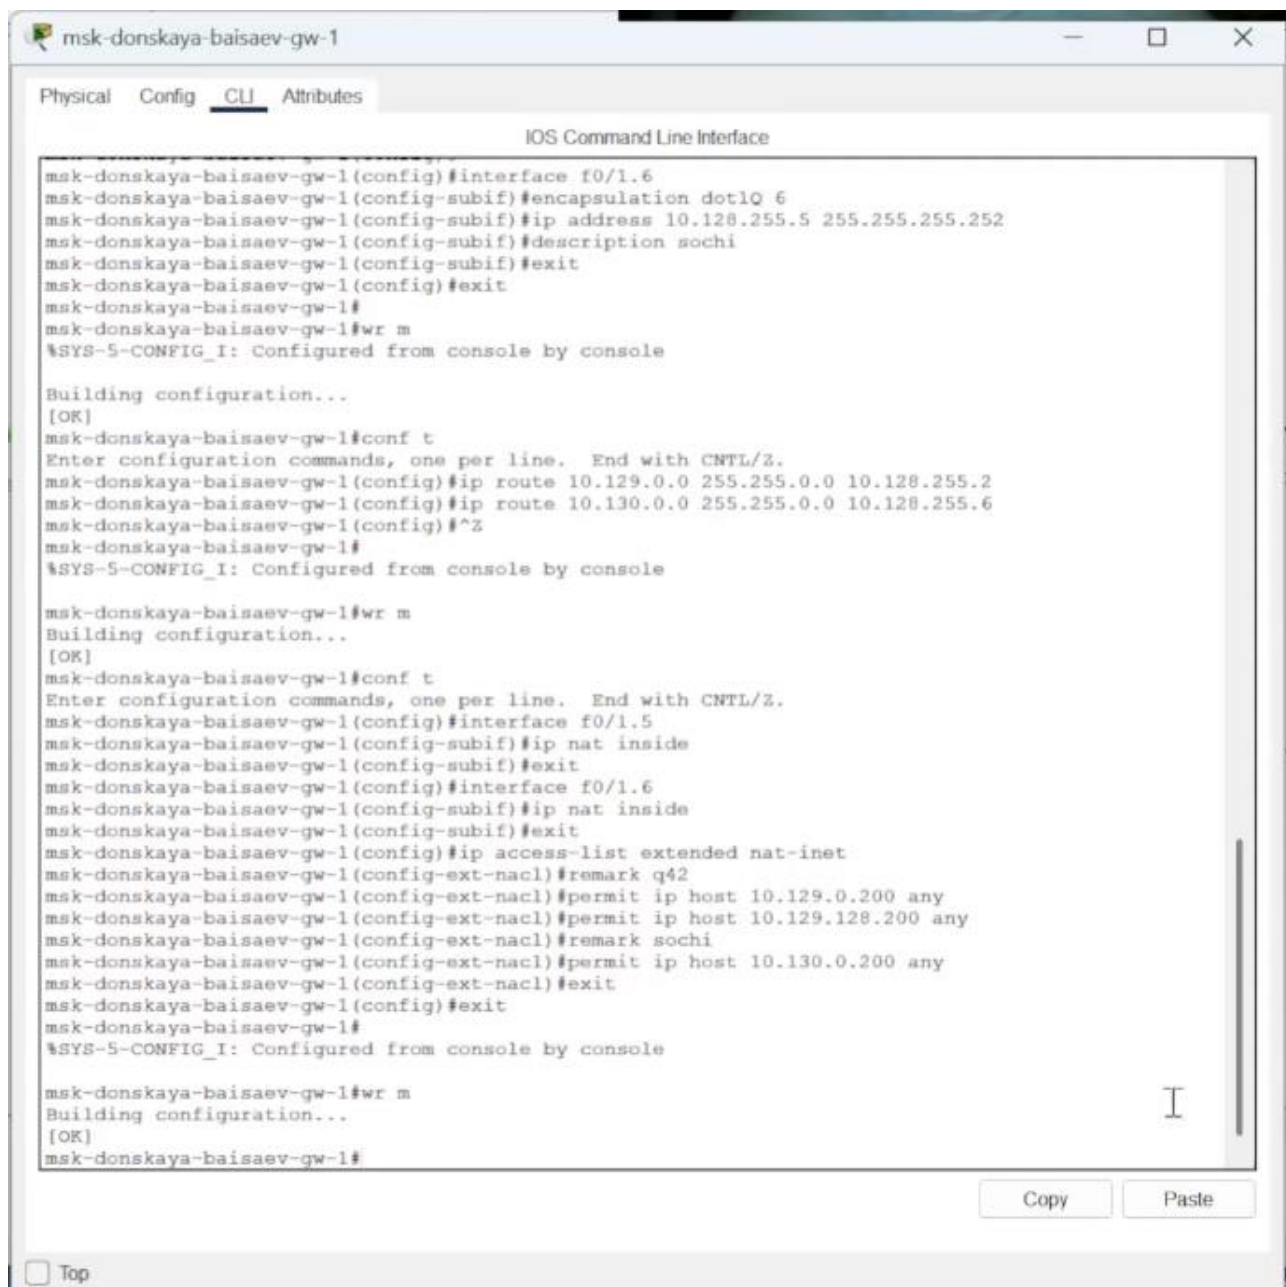 msk-donskaya-baisaev-gw-1
Physical Config CLI Attributes
IOS Command Line Interface
msk-donskaya-baisaev-gw-1(config)#interface f0/1.6
msk-donskaya-baisaev-gw-1(config-subif)#encapsulation dot1Q 6
msk-donskaya-baisaev-gw-1(config-subif)#ip address 10.128.255.5 255.255.255.252
msk-donskaya-baisaev-gw-1(config-subif)#description sochi
msk-donskaya-baisaev-gw-1(config-subif)#exit
msk-donskaya-baisaev-gw-1(config)#exit
msk-donskaya-baisaev-gw-1#
msk-donskaya-baisaev-gw-1#wr m
%SYS-5-CONFIG_I: Configured from console by console
Building configuration...
[OK]
msk-donskaya-baisaev-gw-1#conf t
Enter configuration commands, one per line.  End with CNTL/Z.
msk-donskaya-baisaev-gw-1(config)#ip route 10.129.0.0 255.255.0.0 10.128.255.2
msk-donskaya-baisaev-gw-1(config)#ip route 10.130.0.0 255.255.0.0 10.128.255.6
msk-donskaya-baisaev-gw-1(config)#^Z
msk-donskaya-baisaev-gw-1#
%SYS-5-CONFIG_I: Configured from console by console
msk-donskaya-baisaev-gw-1#wr m
Building configuration...
[OK]
msk-donskaya-baisaev-gw-1#conf t
Enter configuration commands, one per line.  End with CNTL/Z.
msk-donskaya-baisaev-gw-1(config)#interface f0/1.5
msk-donskaya-baisaev-gw-1(config-subif)#ip nat inside
msk-donskaya-baisaev-gw-1(config-subif)#exit
msk-donskaya-baisaev-gw-1(config)#interface f0/1.6
msk-donskaya-baisaev-gw-1(config-subif)#ip nat inside
msk-donskaya-baisaev-gw-1(config-subif)#exit
msk-donskaya-baisaev-gw-1(config)#ip access-list extended nat-inet
msk-donskaya-baisaev-gw-1(config-ext-nacl)#remark q42
msk-donskaya-baisaev-gw-1(config-ext-nacl)#permit ip host 10.129.0.200 any
msk-donskaya-baisaev-gw-1(config-ext-nacl)#permit ip host 10.129.128.200 any
msk-donskaya-baisaev-gw-1(config-ext-nacl)#remark sochi
msk-donskaya-baisaev-gw-1(config-ext-nacl)#permit ip host 10.130.0.200 any
msk-donskaya-baisaev-gw-1(config-ext-nacl)#exit
msk-donskaya-baisaev-gw-1(config)#exit
msk-donskaya-baisaev-gw-1#
%SYS-5-CONFIG_I: Configured from console by console
msk-donskaya-baisaev-gw-1#wr m
Building configuration...
[OK]
msk-donskaya-baisaev-gw-1#
Copy Paste
Top